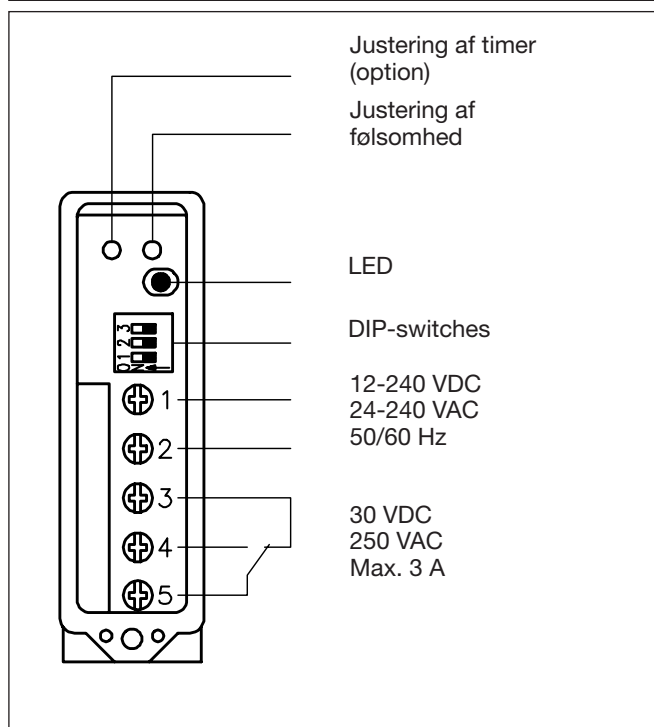 Justering af timer
(option)
Justering af
følsomhed
LED
DIP-switches
1 2 3
ON
1
12-240 VDC
24-240 VAC
50/60 Hz
2
3
4
5
30 VDC
250 VAC
Max. 3 A